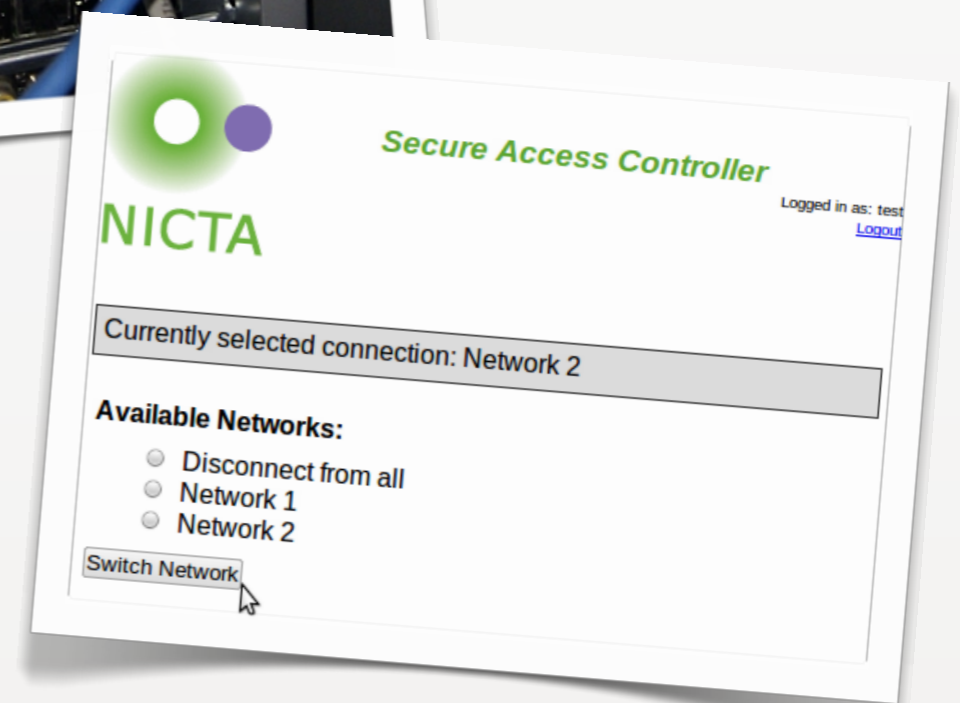 NICTA
Secure Access Controller
Logged in as: test
Logout
Currently selected connection: Network 2
Available Networks:
Disconnect from all
Network 1
Network 2
Switch Network